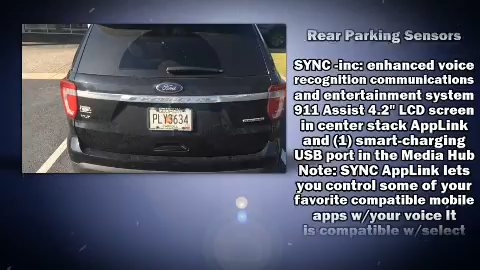 Rear Parking Sensors
SYNC -inc: enhanced voice
recognition communications
and entertainment system
911 Assist 4.2" LCD screen
in center stack AppLink
and (1) smart-charging
USB port in the Media Hub
Note: SYNC AppLink lets
you control some of your
favorite compatible mobile
apps w/your voice It
is compatible w/select
Ford
PLY3634